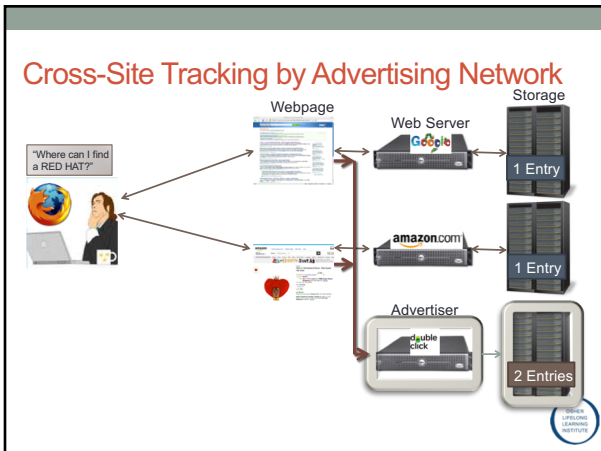 Cross-Site Tracking by Advertising Network
Storage
Webpage
Web Server
Google
"Where can I find
a RED HAT?"
1 Entry
amazon.com
amazon
1 Entry
Advertiser
double
click
2 Entries
OSHER
LIFELONG
LEARNING
INSTITUTE